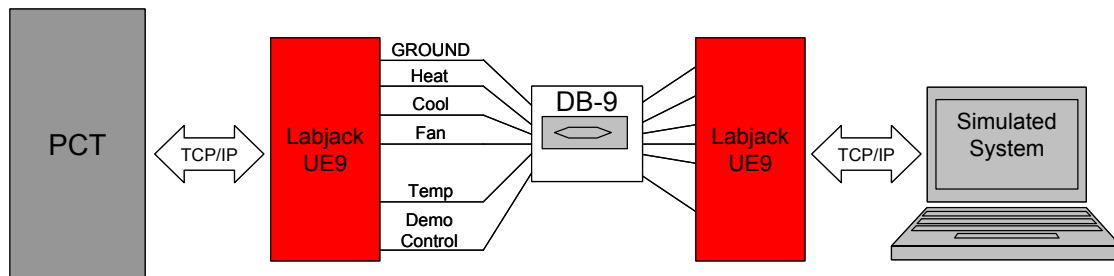 PCT
TCP/IP
Labjack
UE9
GROUND
Heat
Cool
Fan
Temp
Demo
Control
DB-9
Labjack
UE9
TCP/IP
Simulated
System